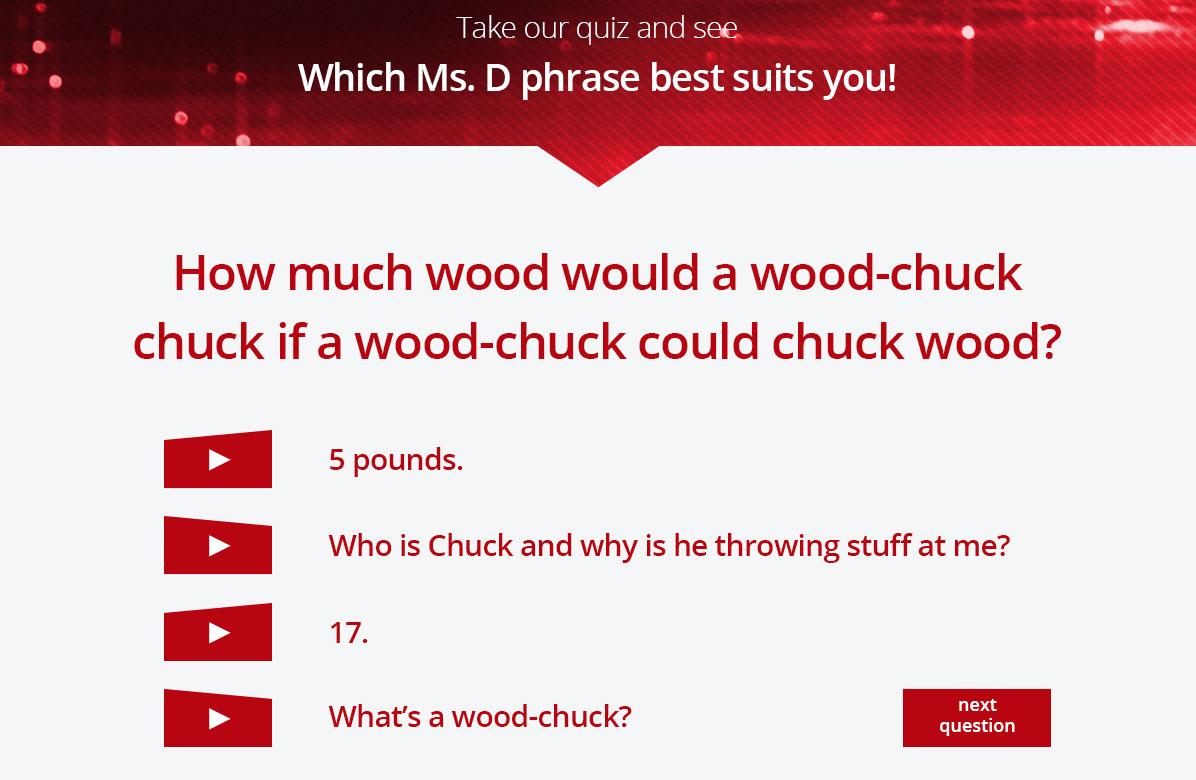 Take our quiz and see
Which Ms. D phrase best suits you!
How much wood would a wood-chuck
chuck if a wood-chuck could chuck wood?
5 pounds.
Who is Chuck and why is he throwing stuff at me?
17.
What’s a wood-chuck?
next
question